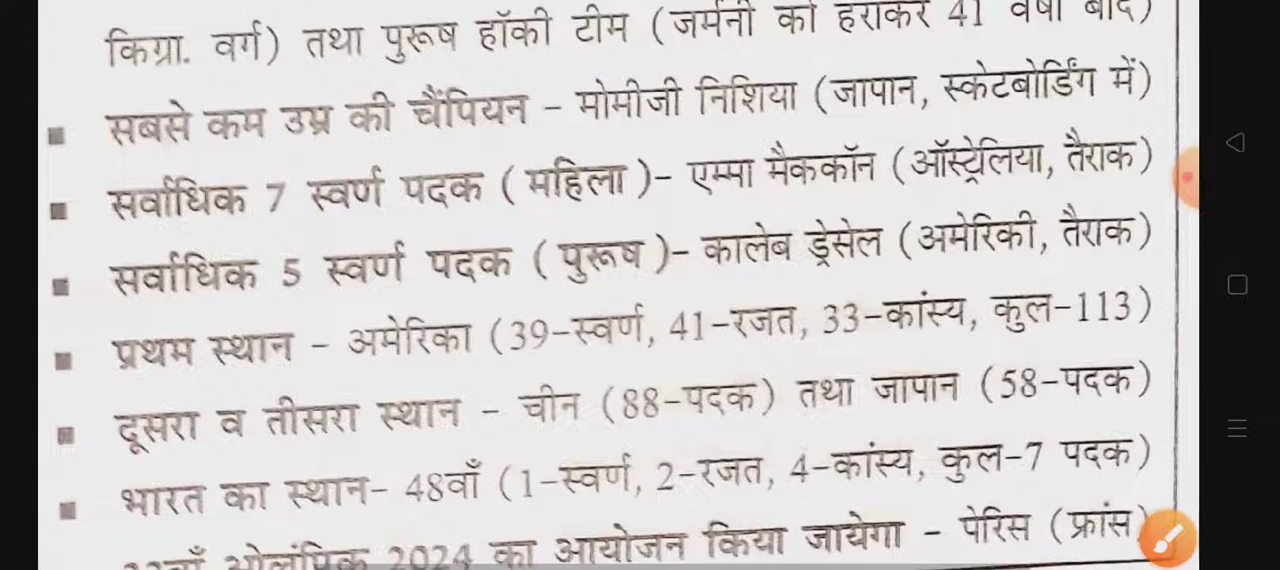 किग्रा. वर्ग) तथा पुरूष हॉकी टीम (जर्मनी को हराकर 41 वर्षो बाद)
▪ सबसे कम उम्र की चैंपियन – मोमीजी निशिया (जापान, स्केटबोर्डिंग में)
▪ सर्वाधिक 7 स्वर्ण पदक ( महिला )– एम्मा मैककॉन (ऑस्ट्रेलिया, तैराक)
▪ सर्वाधिक 5 स्वर्ण पदक ( पुरूष )– कालेब ड्रेसेल (अमेरिकी, तैराक)
▪ प्रथम स्थान – अमेरिका (39–स्वर्ण, 41–रजत, 33–कांस्य, कुल–113)
▪ दूसरा व तीसरा स्थान – चीन (88–पदक) तथा जापान (58–पदक)
▪ भारत का स्थान– 48वाँ (1–स्वर्ण, 2–रजत, 4–कांस्य, कुल–7 पदक)
ओलंपिक 2024 का आयोजन किया जायेगा – पेरिस (फ्रांस)